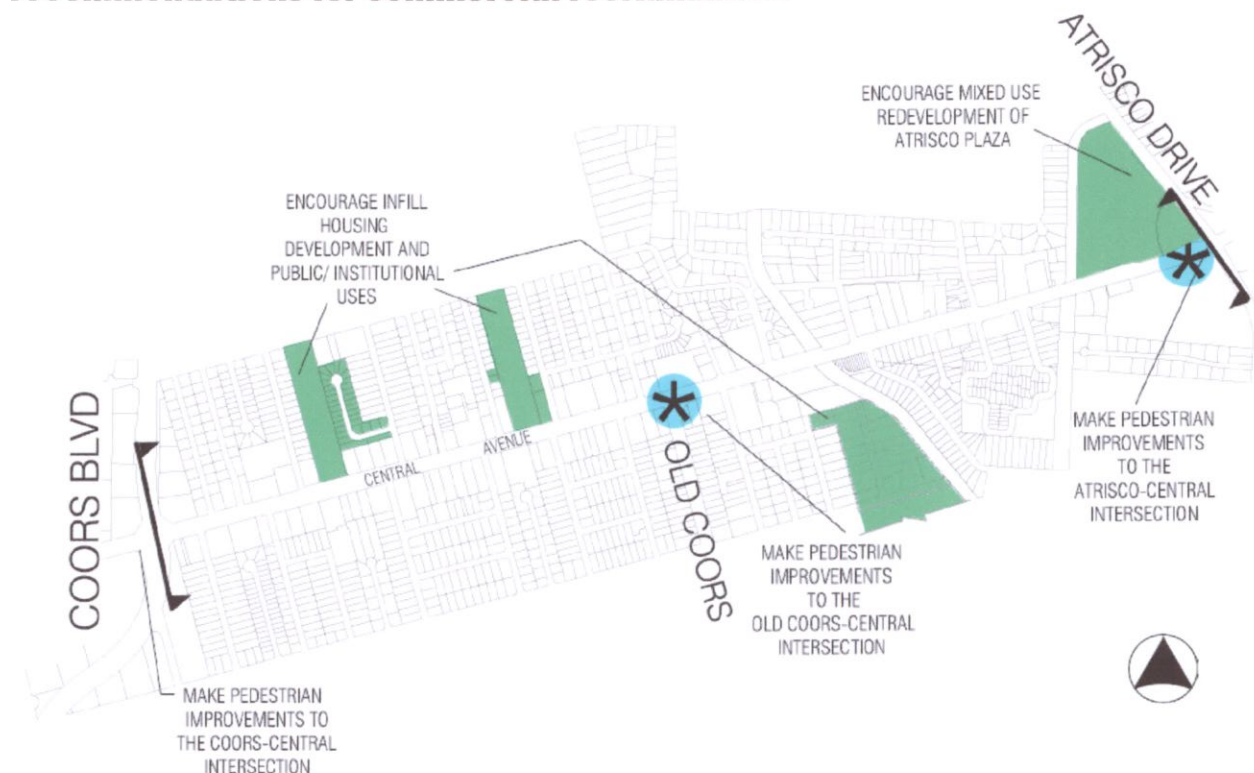 ATRISCO DRIVE
ENCOURAGE MIXED USE
REDEVELOPMENT OF
ATRISCO PLAZA
ENCOURAGE INFILL
HOUSING
DEVELOPMENT AND
PUBLIC/ INSTITUTIONAL
USES
COORS BLVD
CENTRAL
AVENUE
OLD COORS
MAKE PEDESTRIAN
IMPROVEMENTS
TO THE
ATRISCO-CENTRAL
INTERSECTION
MAKE PEDESTRIAN
IMPROVEMENTS
TO THE
OLD COORS-CENTRAL
INTERSECTION
MAKE PEDESTRIAN
IMPROVEMENTS TO
THE COORS-CENTRAL
INTERSECTION